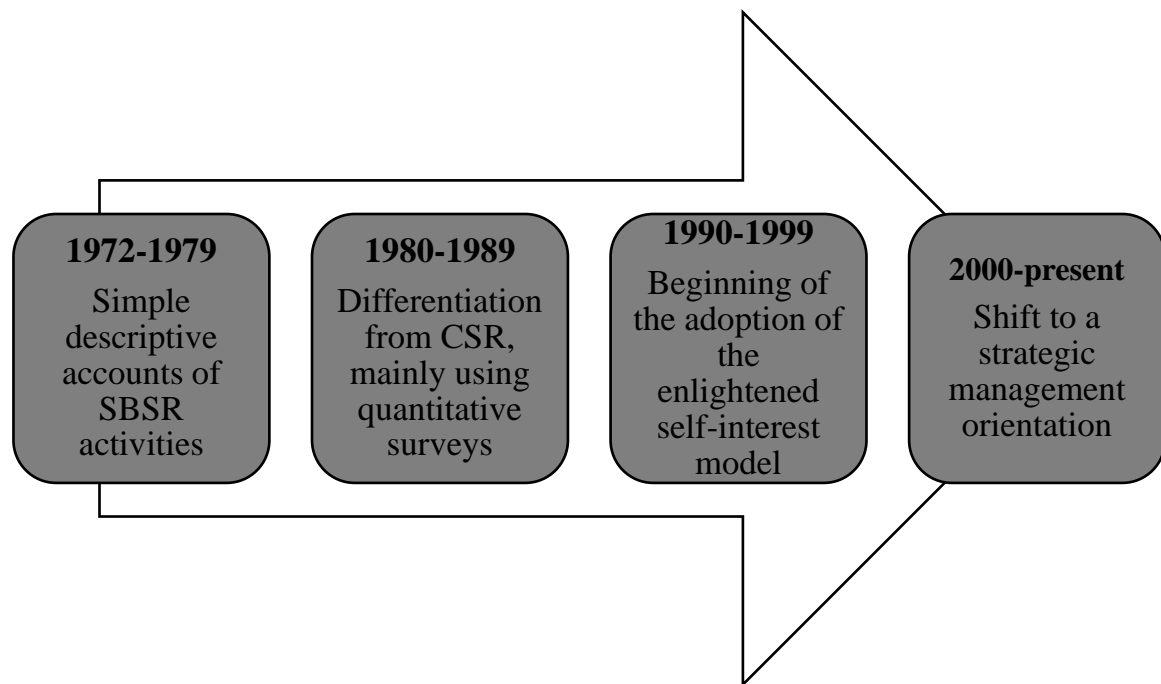 1972-1979
Simple
descriptive
accounts of
SBSR
activities
1980-1989
Differentiation
from CSR,
mainly using
quantitative
surveys
1990-1999
Beginning of
the adoption of
the
enlightened
self-interest
model
2000-present
Shift to a
strategic
management
orientation